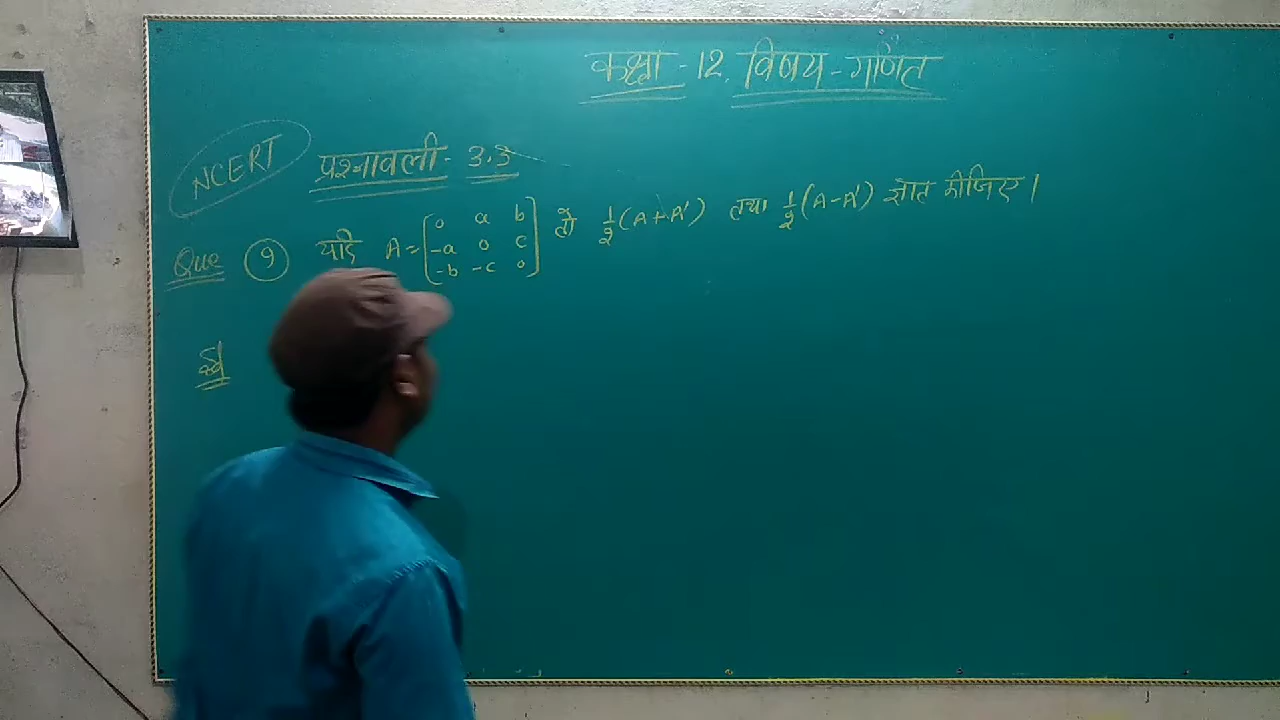 कक्षा - 12, विषय - गणित
NCERT प्रश्नावली - 3.3
Que 9 यदि A = [0 a b
-a 0 c
-b -c 0] तो 1/2 (A + A') तथा 1/2 (A - A') ज्ञात कीजिए।
हल